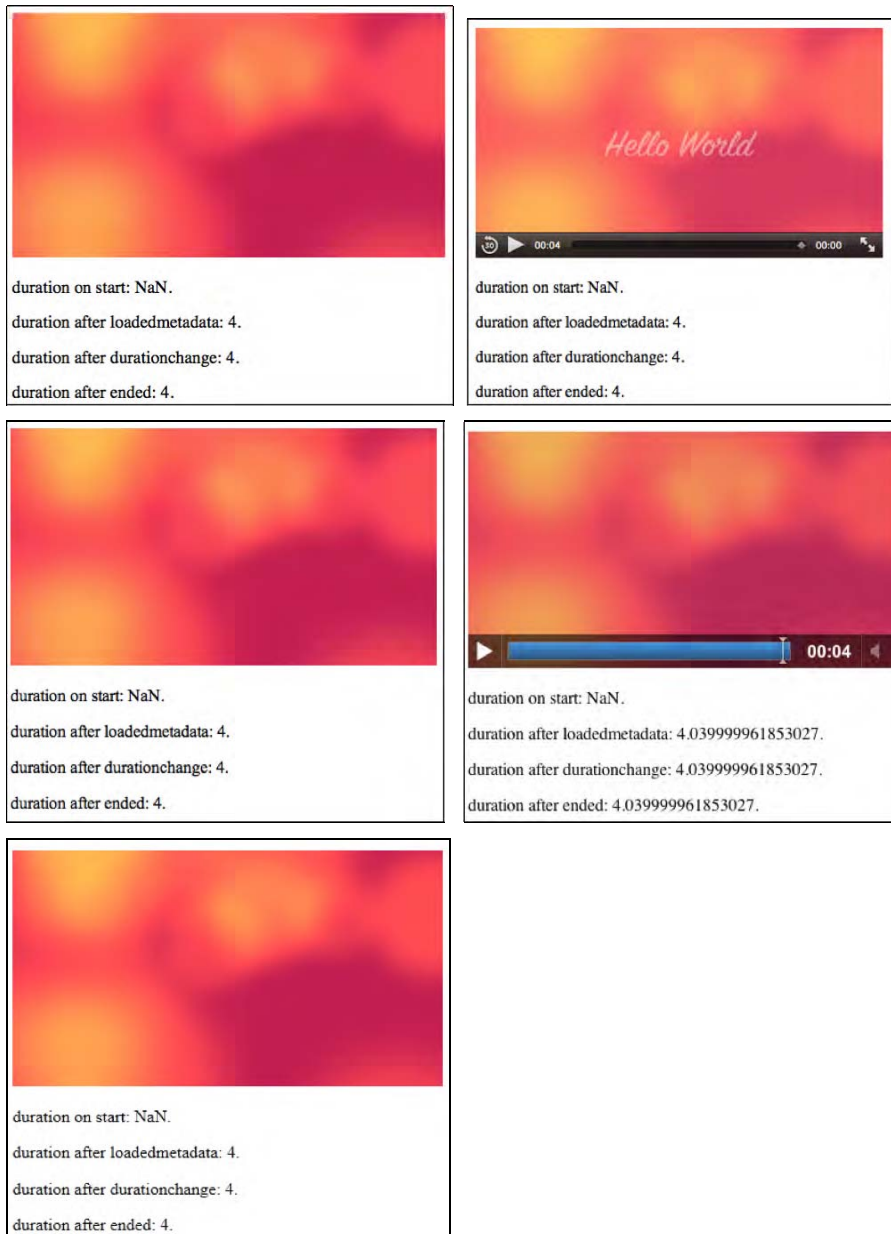 duration on start: NaN.
duration after loadedmetadata: 4.
duration after durationchange: 4.
duration after ended: 4.
Hello World
30 00:04 00:00
duration on start: NaN.
duration after loadedmetadata: 4.
duration after durationchange: 4.
duration after ended: 4.
duration on start: NaN.
duration after loadedmetadata: 4.
duration after durationchange: 4.
duration after ended: 4.
00:04
duration on start: NaN.
duration after loadedmetadata: 4.039999961853027.
duration after durationchange: 4.039999961853027.
duration after ended: 4.039999961853027.
duration on start: NaN.
duration after loadedmetadata: 4.
duration after durationchange: 4.
duration after ended: 4.